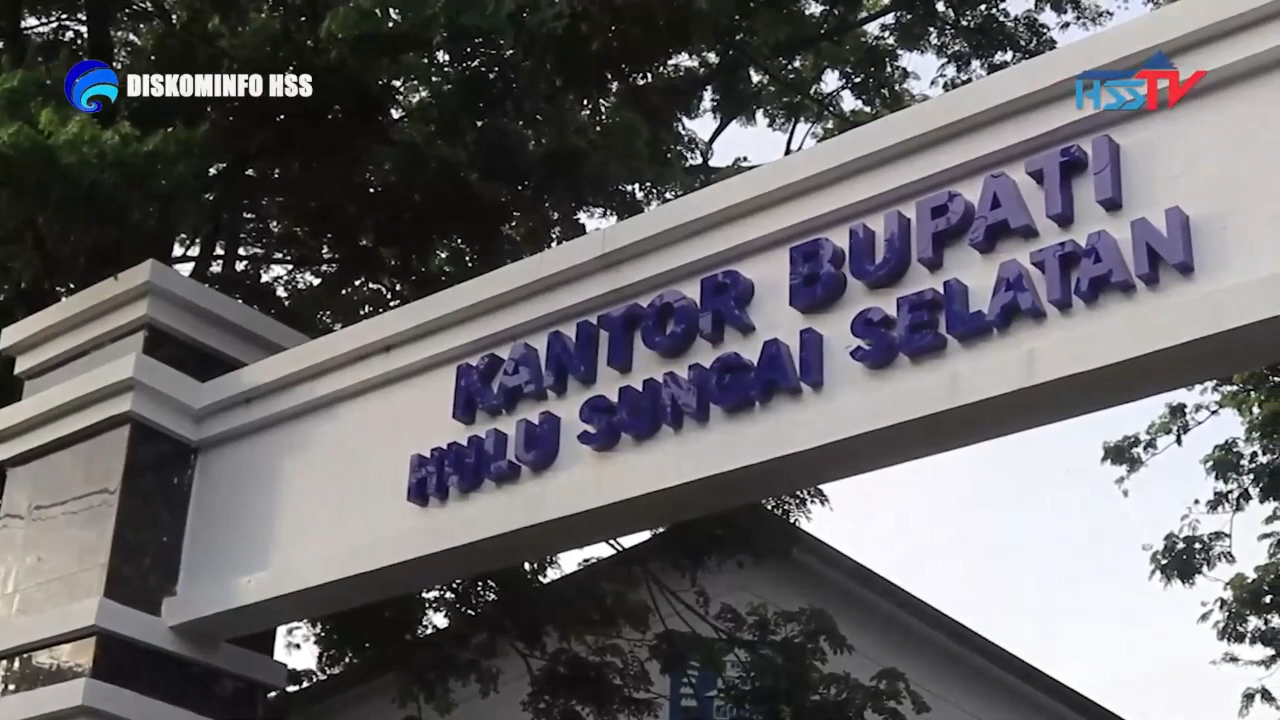 DISKOMINFO HSS
HSSTV
KANTOR BUPATI
HULU SUNGAI SELATAN